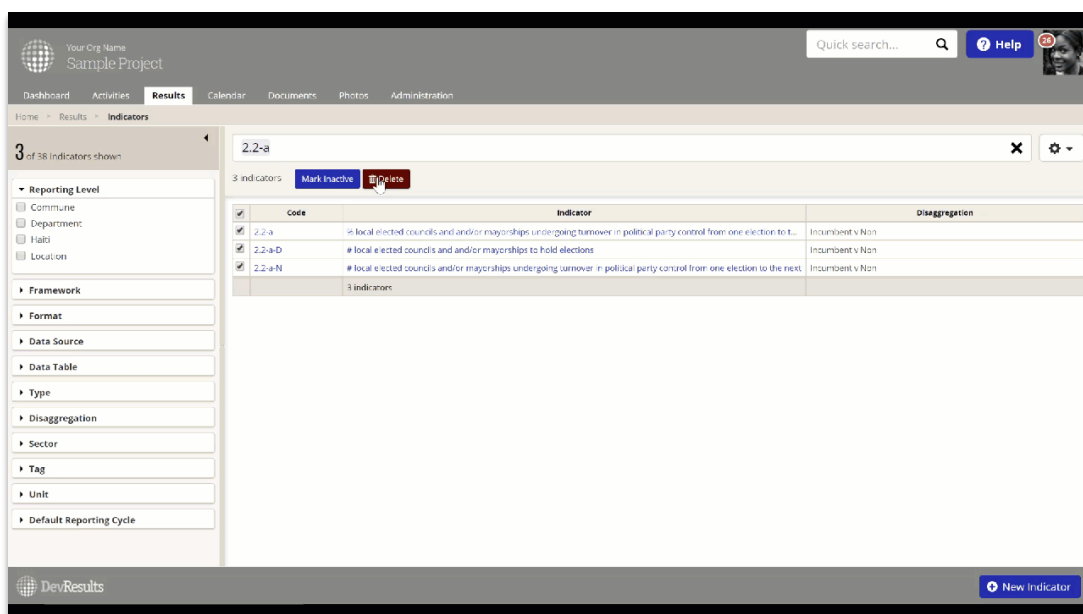 Your Org Name
Sample Project
Quick search...
Help
26
Dashboard Activities Results Calendar Documents Photos Administration
Home Results Indicators
3 of 38 indicators shown
2.2-a
3 indicators Mark Inactive Delete
Reporting Level
Commune
Department
Haiti
Location
Framework
Format
Data Source
Data Table
Type
Disaggregation
Sector
Tag
Unit
Default Reporting Cycle
Code Indicator Disaggregation
2.2-a % local elected councils and and/or mayorships undergoing turnover in political party control from one election to t... Incumbent v Non
2.2-a-D # local elected councils and and/or mayorships to hold elections Incumbent v Non
2.2-a-N # local elected councils and/or mayorships undergoing turnover in political party control from one election to the next Incumbent v Non
3 indicators
DevResults
New Indicator